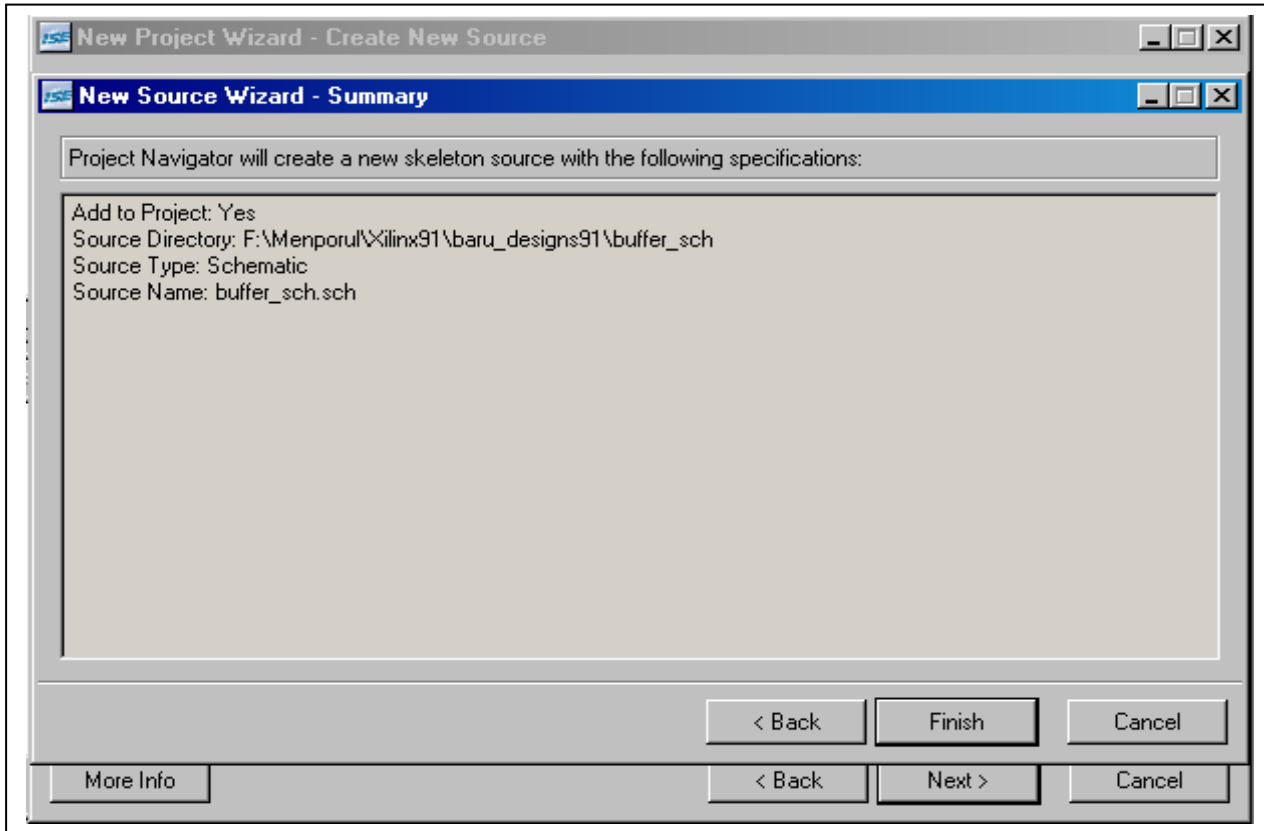 ISE New Project Wizard - Create New Source
ISE New Source Wizard - Summary
Project Navigator will create a new skeleton source with the following specifications:
Add to Project: Yes
Source Directory: F:\Menporul\Xilinx91\baru_designs91\buffer_sch
Source Type: Schematic
Source Name: buffer_sch.sch
< Back Finish Cancel
More Info < Back Next > Cancel